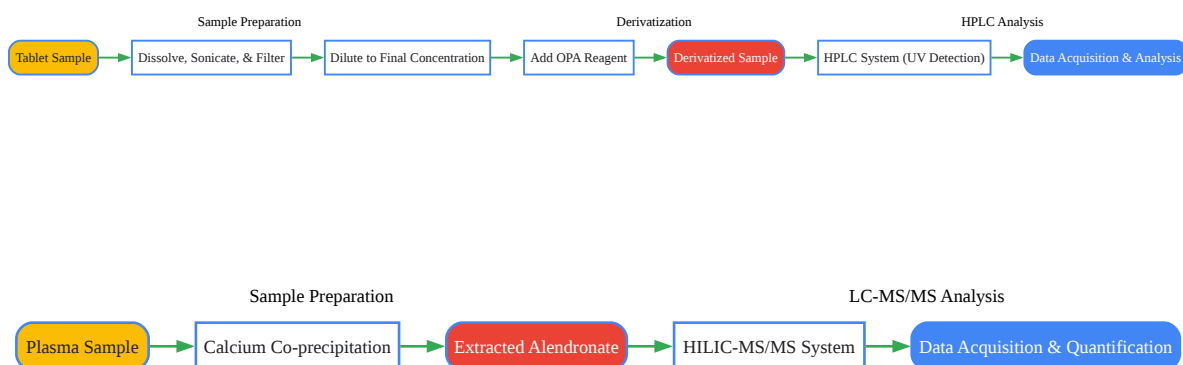 Sample Preparation
Derivatization
HPLC Analysis
Tablet Sample
Dissolve, Sonicate, & Filter
Dilute to Final Concentration
Add OPA Reagent
Derivatized Sample
HPLC System (UV Detection)
Data Acquisition & Analysis
Sample Preparation
LC-MS/MS Analysis
Plasma Sample
Calcium Co-precipitation
Extracted Alendronate
HILIC-MS/MS System
Data Acquisition & Quantification